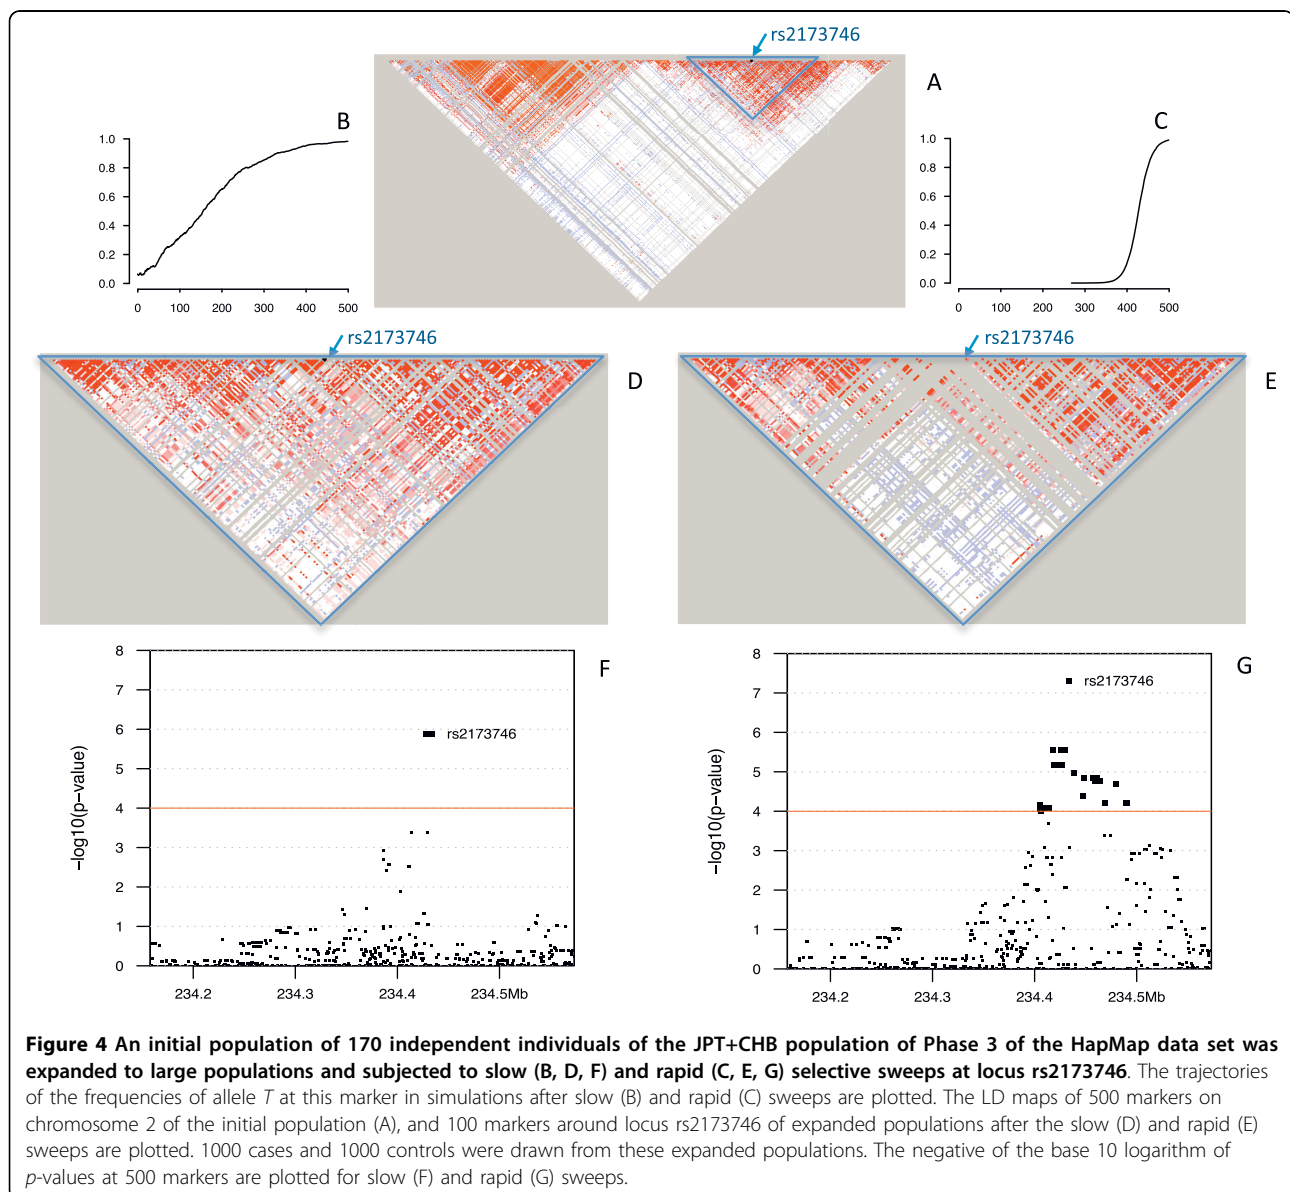 rs2173746
A
B
C
1.0
0.8
0.6
0.4
0.2
0.0
0 100 200 300 400 500
1.0
0.8
0.6
0.4
0.2
0.0
0 100 200 300 400 500
rs2173746
D
rs2173746
E
F
8
7
6
5
4
3
2
1
0
−log10(p−value)
rs2173746
234.2 234.3 234.4 234.5Mb
G
8
7
6
5
4
3
2
1
0
−log10(p−value)
rs2173746
234.2 234.3 234.4 234.5Mb
Figure 4 An initial population of 170 independent individuals of the JPT+CHB population of Phase 3 of the HapMap data set was
expanded to large populations and subjected to slow (B, D, F) and rapid (C, E, G) selective sweeps at locus rs2173746. The trajectories
of the frequencies of allele T at this marker in simulations after slow (B) and rapid (C) sweeps are plotted. The LD maps of 500 markers on
chromosome 2 of the initial population (A), and 100 markers around locus rs2173746 of expanded populations after the slow (D) and rapid (E)
sweeps are plotted. 1000 cases and 1000 controls were drawn from these expanded populations. The negative of the base 10 logarithm of
p-values at 500 markers are plotted for slow (F) and rapid (G) sweeps.